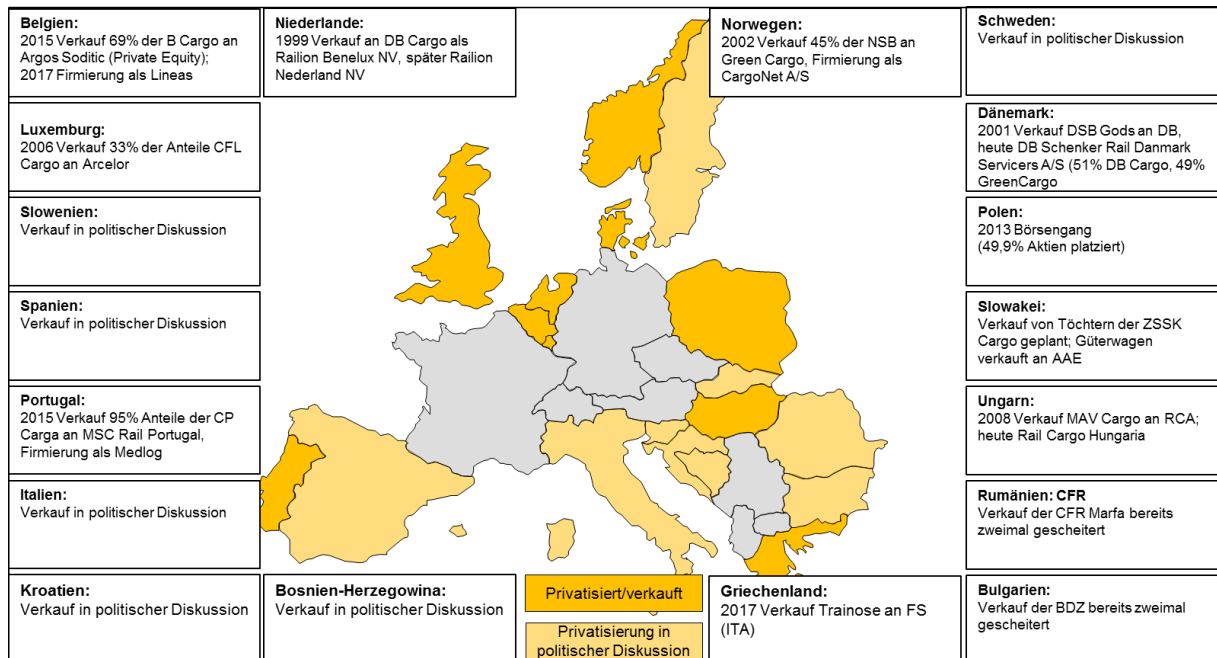 Belgien:
2015 Verkauf 69% der B Cargo an
Argos Soditic (Private Equity);
2017 Firmierung als Lineas
Niederlande:
1999 Verkauf an DB Cargo als
Railion Benelux NV, später Railion
Nederland NV
Norwegen:
2002 Verkauf 45% der NSB an
Green Cargo, Firmierung als
CargoNet A/S
Schweden:
Verkauf in politischer Diskussion
Luxemburg:
2006 Verkauf 33% der Anteile CFL
Cargo an Arcelor
Dänemark:
2001 Verkauf DSB Gods an DB,
heute DB Schenker Rail Danmark
Servicers A/S (51% DB Cargo, 49%
GreenCargo
Slowenien:
Verkauf in politischer Diskussion
Polen:
2013 Börsengang
(49,9% Aktien platziert)
Spanien:
Verkauf in politischer Diskussion
Slowakei:
Verkauf von Töchtern der ZSSK
Cargo geplant; Güterwagen
verkauft an AAE
Portugal:
2015 Verkauf 95% Anteile der CP
Carga an MSC Rail Portugal,
Firmierung als Medlog
Ungarn:
2008 Verkauf MAV Cargo an RCA;
heute Rail Cargo Hungaria
Italien:
Verkauf in politischer Diskussion
Rumänien: CFR
Verkauf der CFR Marfa bereits
zweimal gescheitert
Kroatien:
Verkauf in politischer Diskussion
Bosnien-Herzegowina:
Verkauf in politischer Diskussion
Privatisiert/verkauft
Privatisierung in
politischer Diskussion
Griechenland:
2017 Verkauf Trainose an FS
(ITA)
Bulgarien:
Verkauf der BDZ bereits zweimal
gescheitert